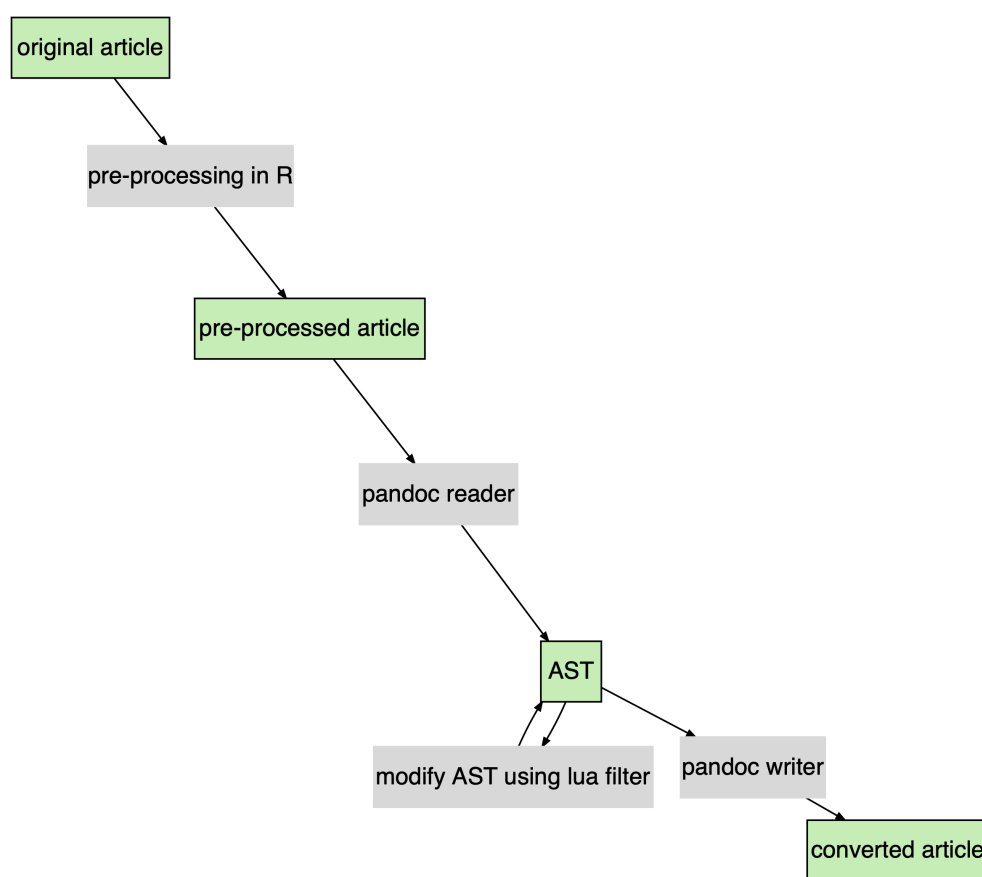 original article
pre-processing in R
pre-processed article
pandoc reader
AST
modify AST using lua filter
pandoc writer
converted article